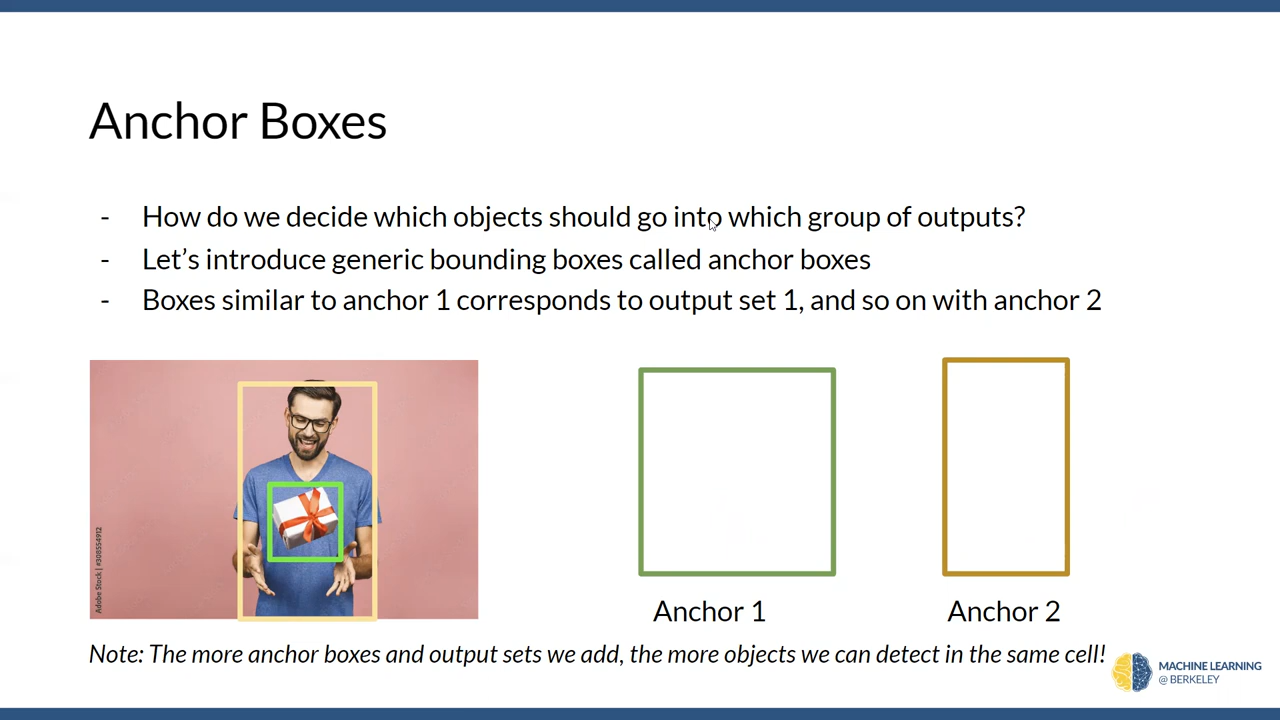 Anchor Boxes
- How do we decide which objects should go into which group of outputs?
- Let's introduce generic bounding boxes called anchor boxes
- Boxes similar to anchor 1 corresponds to output set 1, and so on with anchor 2
Adobe Stock | #308554912
Anchor 1
Anchor 2
Note: The more anchor boxes and output sets we add, the more objects we can detect in the same cell!
MACHINE LEARNING
@ BERKELEY